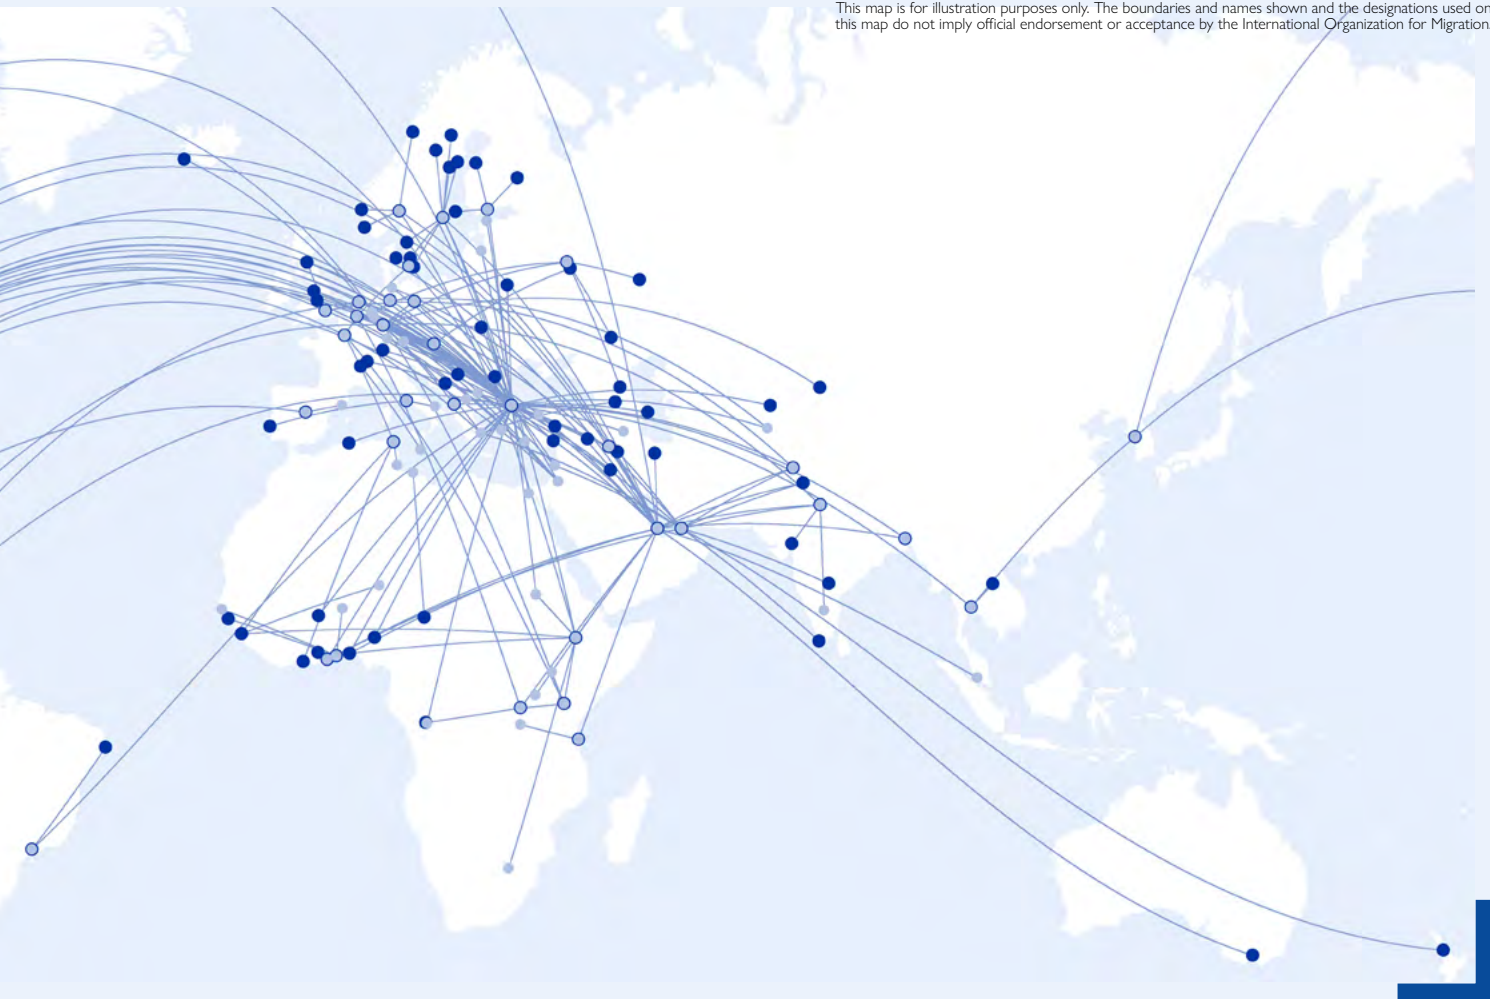 This map is for illustration purposes only. The boundaries and names shown and the designations used on
this map do not imply official endorsement or acceptance by the International Organization for Migration.